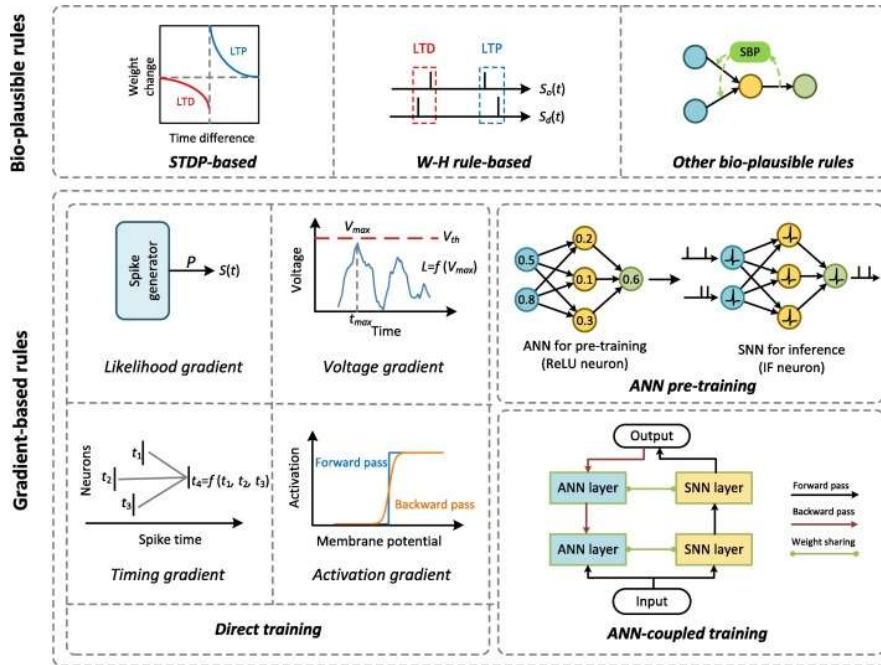 Bio-plausible rules
Weight change
LTP
LTD
Time difference
STDP-based
LTD
LTP
So(t)
Sd(t)
W-H rule-based
SBP
Other bio-plausible rules
Gradient-based rules
Spike generator
P
S(t)
Likelihood gradient
Voltage
Vmax
Vth
L=f (Vmax)
tmax
Time
Voltage gradient
Neurons
t1
t2
t3
t4=f (t1, t2, t3)
Spike time
Timing gradient
Activation
Forward pass
Backward pass
Membrane potential
Activation gradient
Direct training
0.5
0.8
0.2
0.1
0.3
0.6
ANN for pre-training
(ReLU neuron)
SNN for inference
(IF neuron)
ANN pre-training
Output
ANN layer
SNN layer
ANN layer
SNN layer
Input
Forward pass
Backward pass
Weight sharing
ANN-coupled training